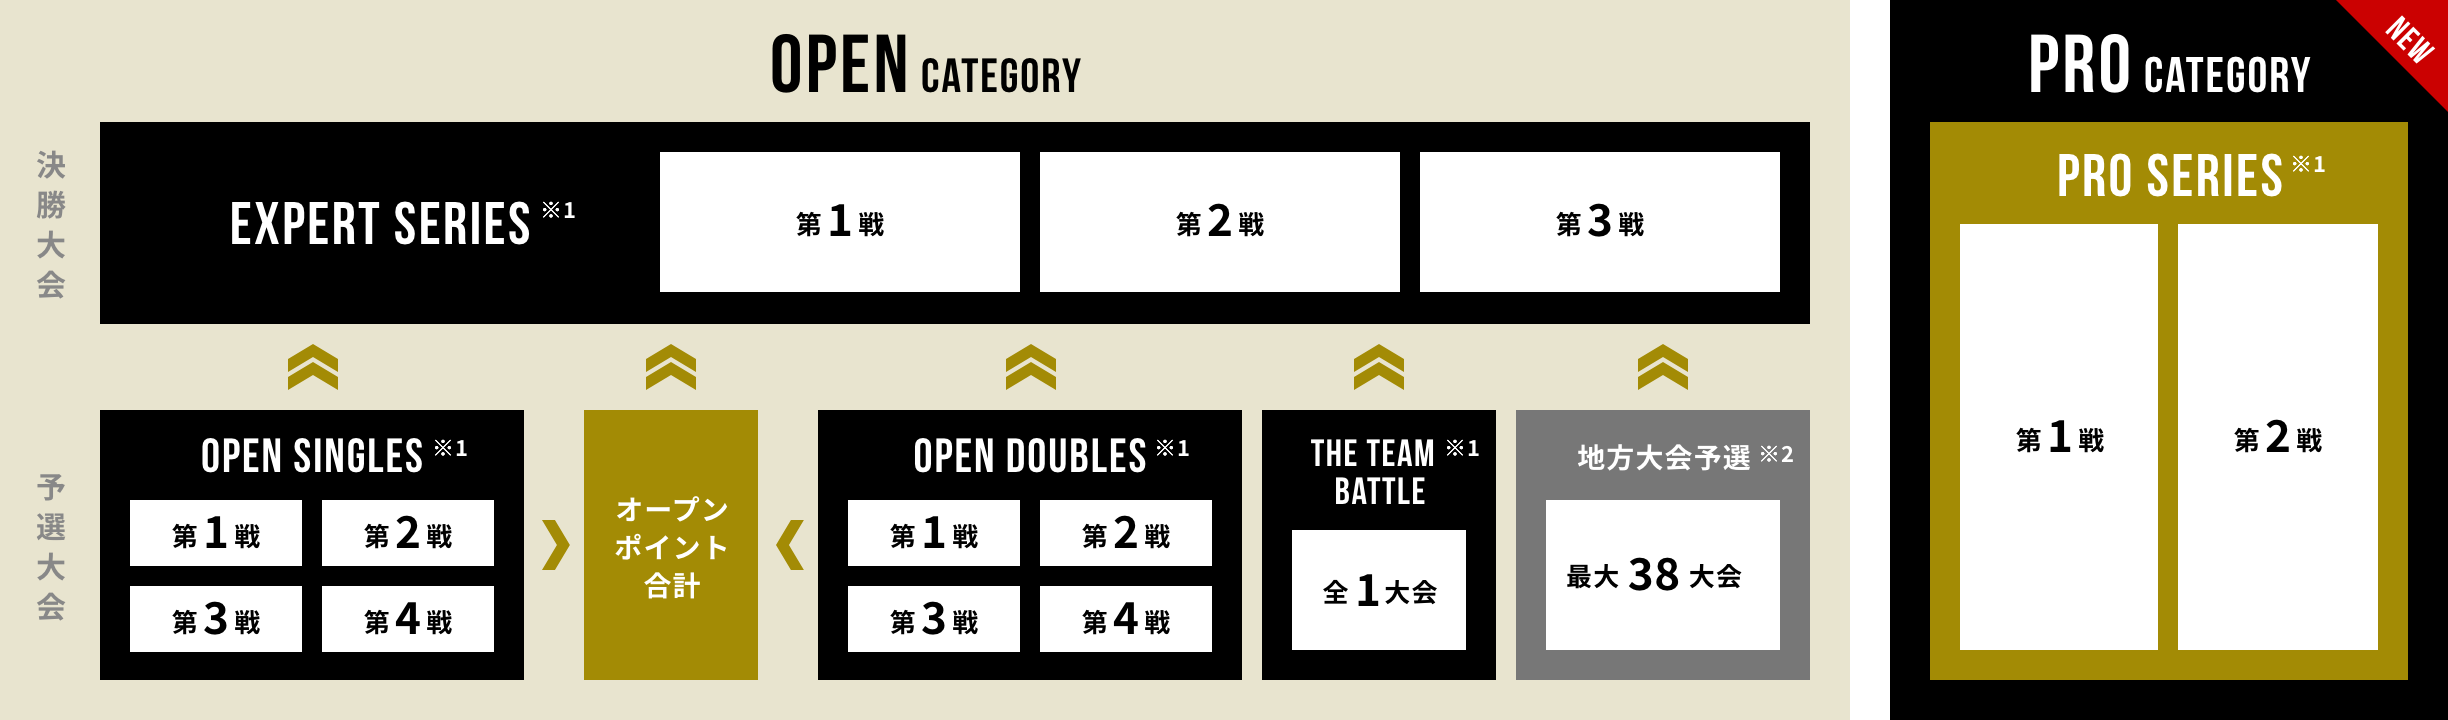 OPEN CATEGORY
決勝大会
EXPERT SERIES ※1
第1戦
第2戦
第3戦
予選大会
OPEN SINGLES ※1
第1戦
第2戦
第3戦
第4戦
オープン
ポイント
合計
OPEN DOUBLES ※1
第1戦
第2戦
第3戦
第4戦
THE TEAM ※1
BATTLE
全1大会
地方大会予選 ※2
最大 38 大会
PRO CATEGORY
NEW
PRO SERIES ※1
第1戦
第2戦